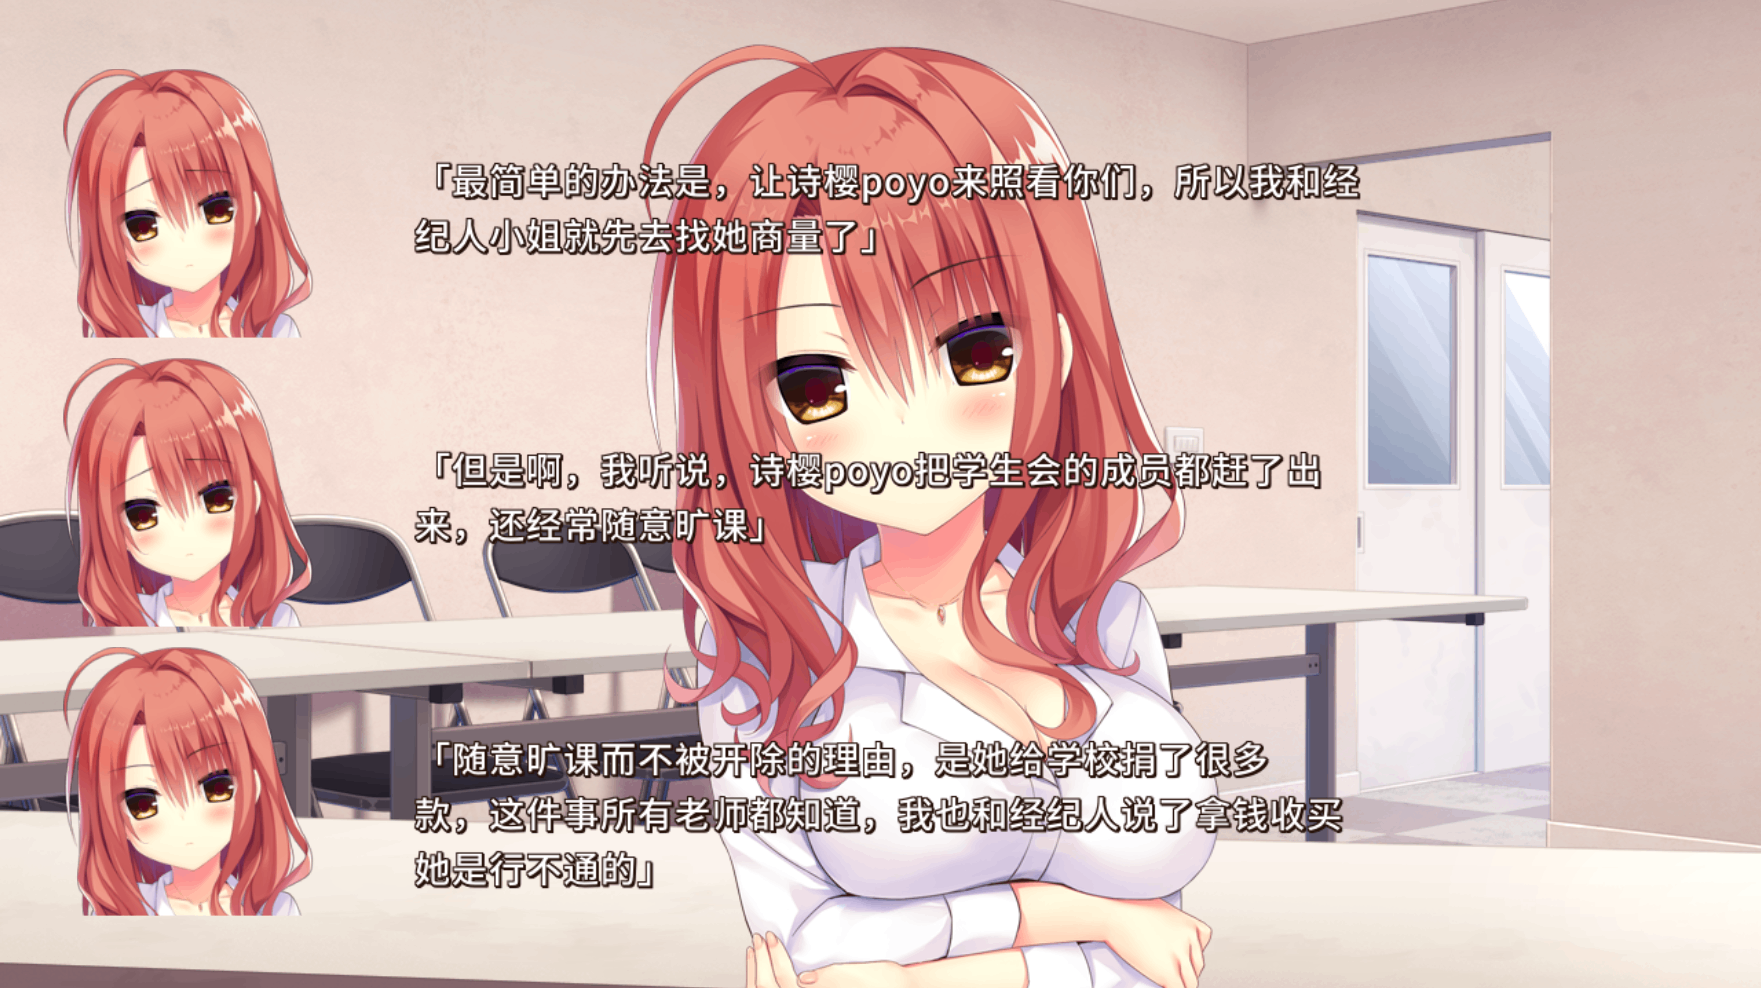 「最简单的办法是，让诗樱poyo来照看你们，所以我和经
纪人小姐就先去找她商量了」
「但是啊，我听说，诗樱poyo把学生会的成员都赶了出
来，还经常随意旷课」
「随意旷课而不被开除的理由，是她给学校捐了很多
款，这件事所有老师都知道，我也和经纪人说了拿钱收买
她是行不通的」